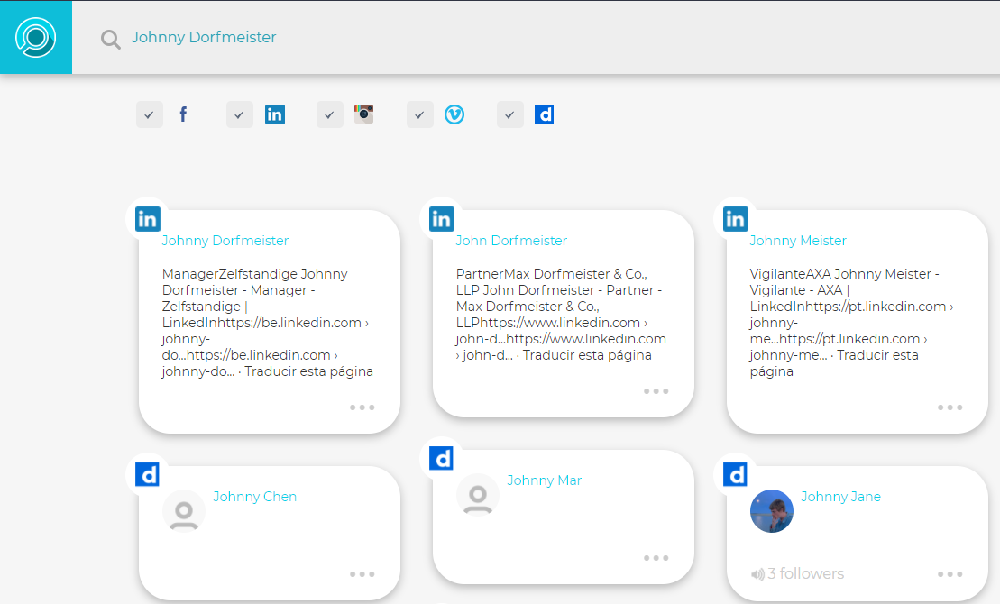 Johnny Dorfmeister
f
in
d
in
Johnny Dorfmeister
ManagerZelfstandige Johnny
Dorfmeister - Manager -
Zelfstandige |
LinkedInhttps://be.linkedin.com ›
johnny-
do...https://be.linkedin.com ›
johnny-do... · Traducir esta página
in
John Dorfmeister
PartnerMax Dorfmeister & Co.,
LLP John Dorfmeister - Partner -
Max Dorfmeister & Co.,
LLPhttps://www.linkedin.com ›
john-d...https://www.linkedin.com
› john-d... · Traducir esta página
in
Johnny Meister
VigilanteAXA Johnny Meister -
Vigilante - AXA |
LinkedInhttps://pt.linkedin.com ›
johnny-
me...https://pt.linkedin.com ›
johnny-me... · Traducir esta
página
d
Johnny Chen
d
Johnny Mar
d
Johnny Jane
3 followers